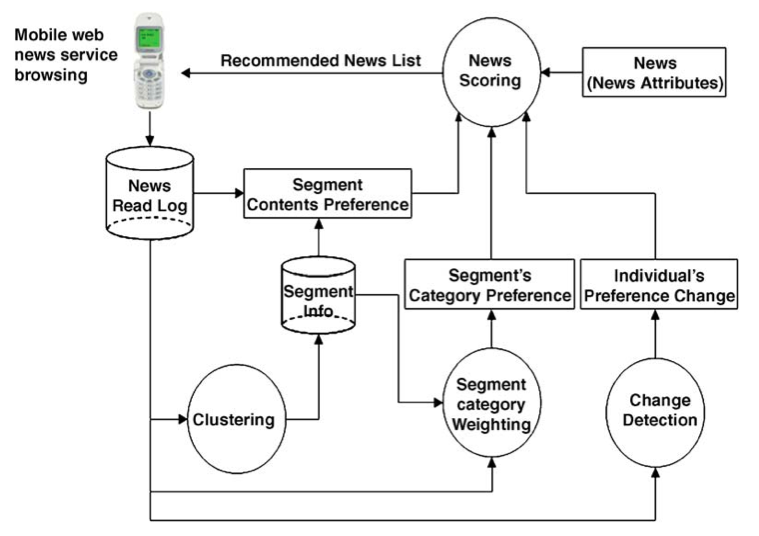 Mobile web
news service
browsing
Recommended News List
News
Scoring
News
(News Attributes)
News
Read Log
Segment
Contents Preference
Segment
Info
Segment's
Category Preference
Individual's
Preference Change
Clustering
Segment
category
Weighting
Change
Detection